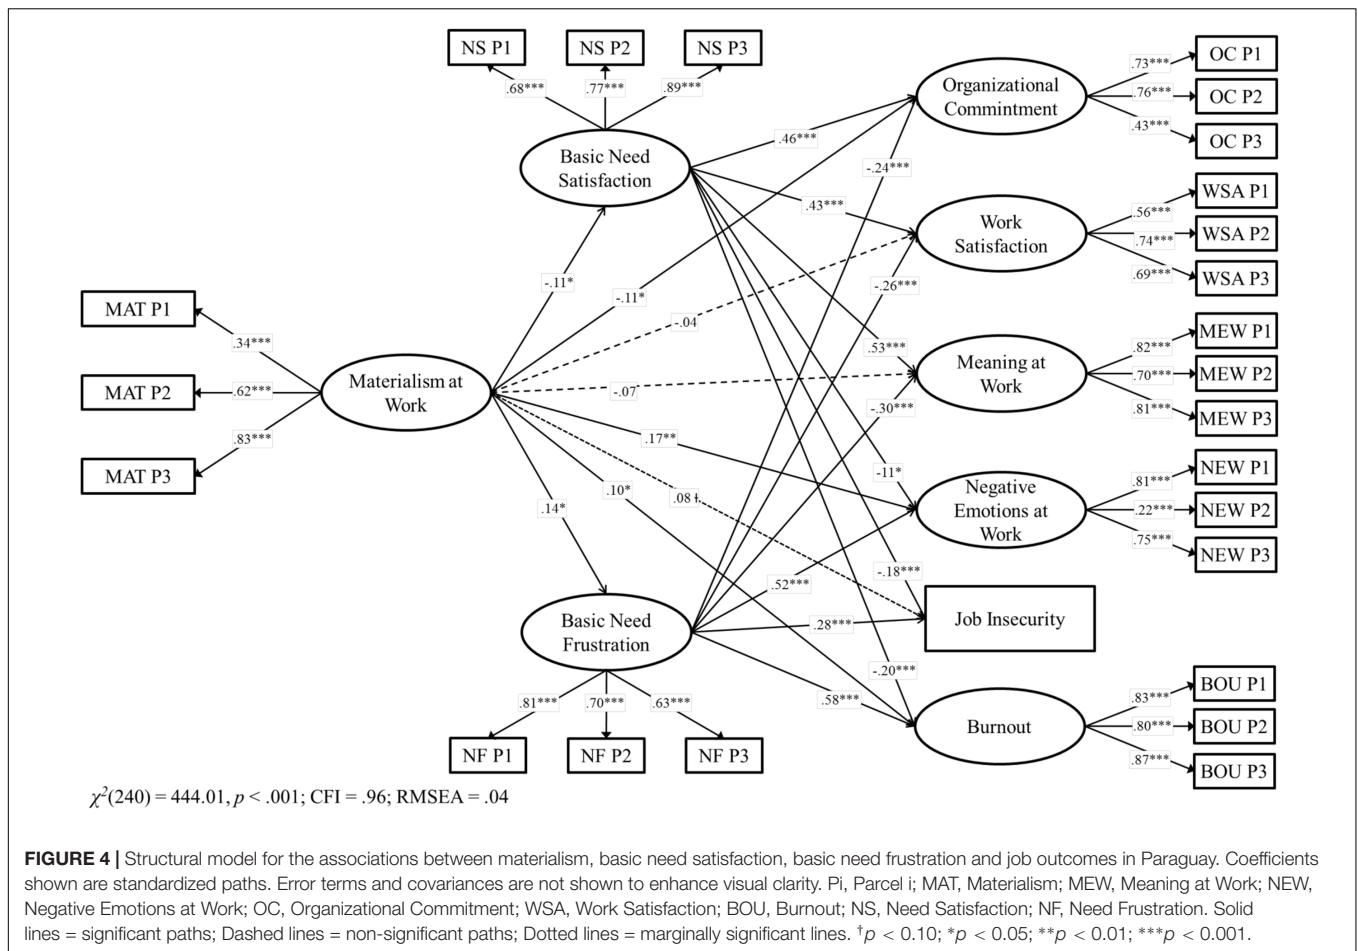 NS P1
NS P2
NS P3
.68***
.77***
.89***
Basic Need
Satisfaction
Organizational
Commintment
.73***
.76***
.43***
OC P1
OC P2
OC P3
.46***
-.24***
.43***
Work
Satisfaction
.56***
.74***
.69***
WSA P1
WSA P2
WSA P3
-.11*
-.11*
-.26***
-.04
MAT P1
MAT P2
MAT P3
.34***
.62***
.83***
Materialism at
Work
.53***
-.07
-.30***
Meaning at
Work
.82***
.70***
.81***
MEW P1
MEW P2
MEW P3
.17**
.10*
.08†
.14*
-11*
Negative
Emotions at
Work
.81***
.22***
.75***
NEW P1
NEW P2
NEW P3
.52***
-.18***
.28***
Job Insecurity
Basic Need
Frustration
-.20***
.58***
.81***
.70***
.63***
NF P1
NF P2
NF P3
Burnout
.83***
.80***
.87***
BOU P1
BOU P2
BOU P3
χ²(240) = 444.01, p < .001; CFI = .96; RMSEA = .04
FIGURE 4 | Structural model for the associations between materialism, basic need satisfaction, basic need frustration and job outcomes in Paraguay. Coefficients
shown are standardized paths. Error terms and covariances are not shown to enhance visual clarity. Pi, Parcel i; MAT, Materialism; MEW, Meaning at Work; NEW,
Negative Emotions at Work; OC, Organizational Commitment; WSA, Work Satisfaction; BOU, Burnout; NS, Need Satisfaction; NF, Need Frustration. Solid
lines = significant paths; Dashed lines = non-significant paths; Dotted lines = marginally significant lines. †p < 0.10; *p < 0.05; **p < 0.01; ***p < 0.001.